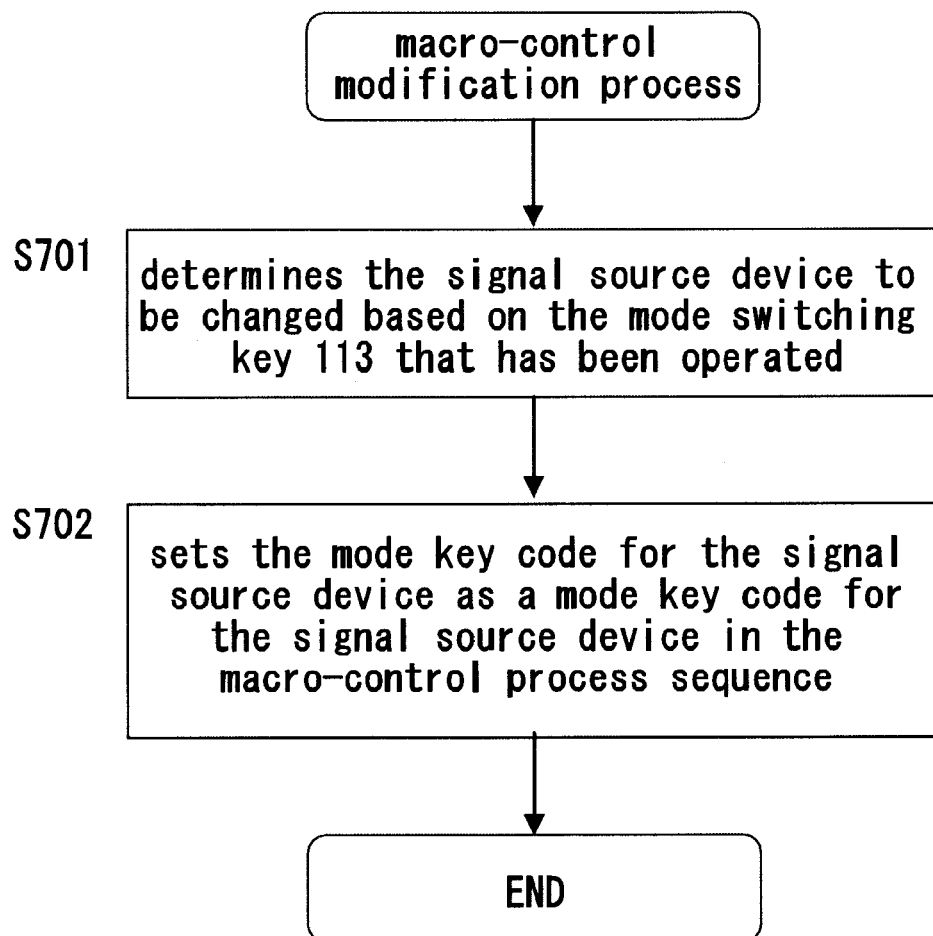 macro-control
modification process
S701
determines the signal source device to
be changed based on the mode switching
key 113 that has been operated
S702
sets the mode key code for the signal
source device as a mode key code for
the signal source device in the
macro-control process sequence
END